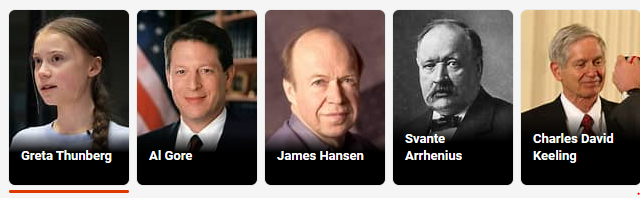 Greta Thunberg
Al Gore
James Hansen
Svante
Arrhenius
Charles David
Keeling